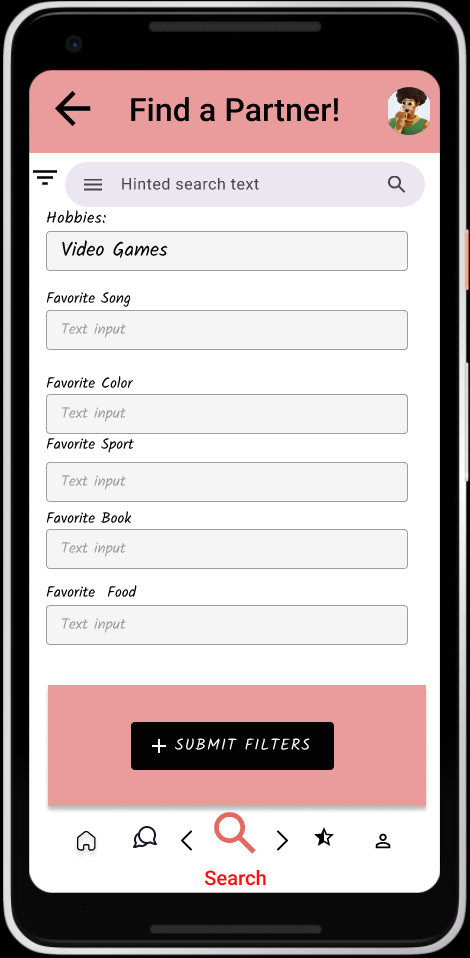 Find a Partner!
Hinted search text
Hobbies:
Video Games
Favorite Song
Text input
Favorite Color
Text input
Favorite Sport
Text input
Favorite Book
Text input
Favorite Food
Text input
SUBMIT FILTERS
Search